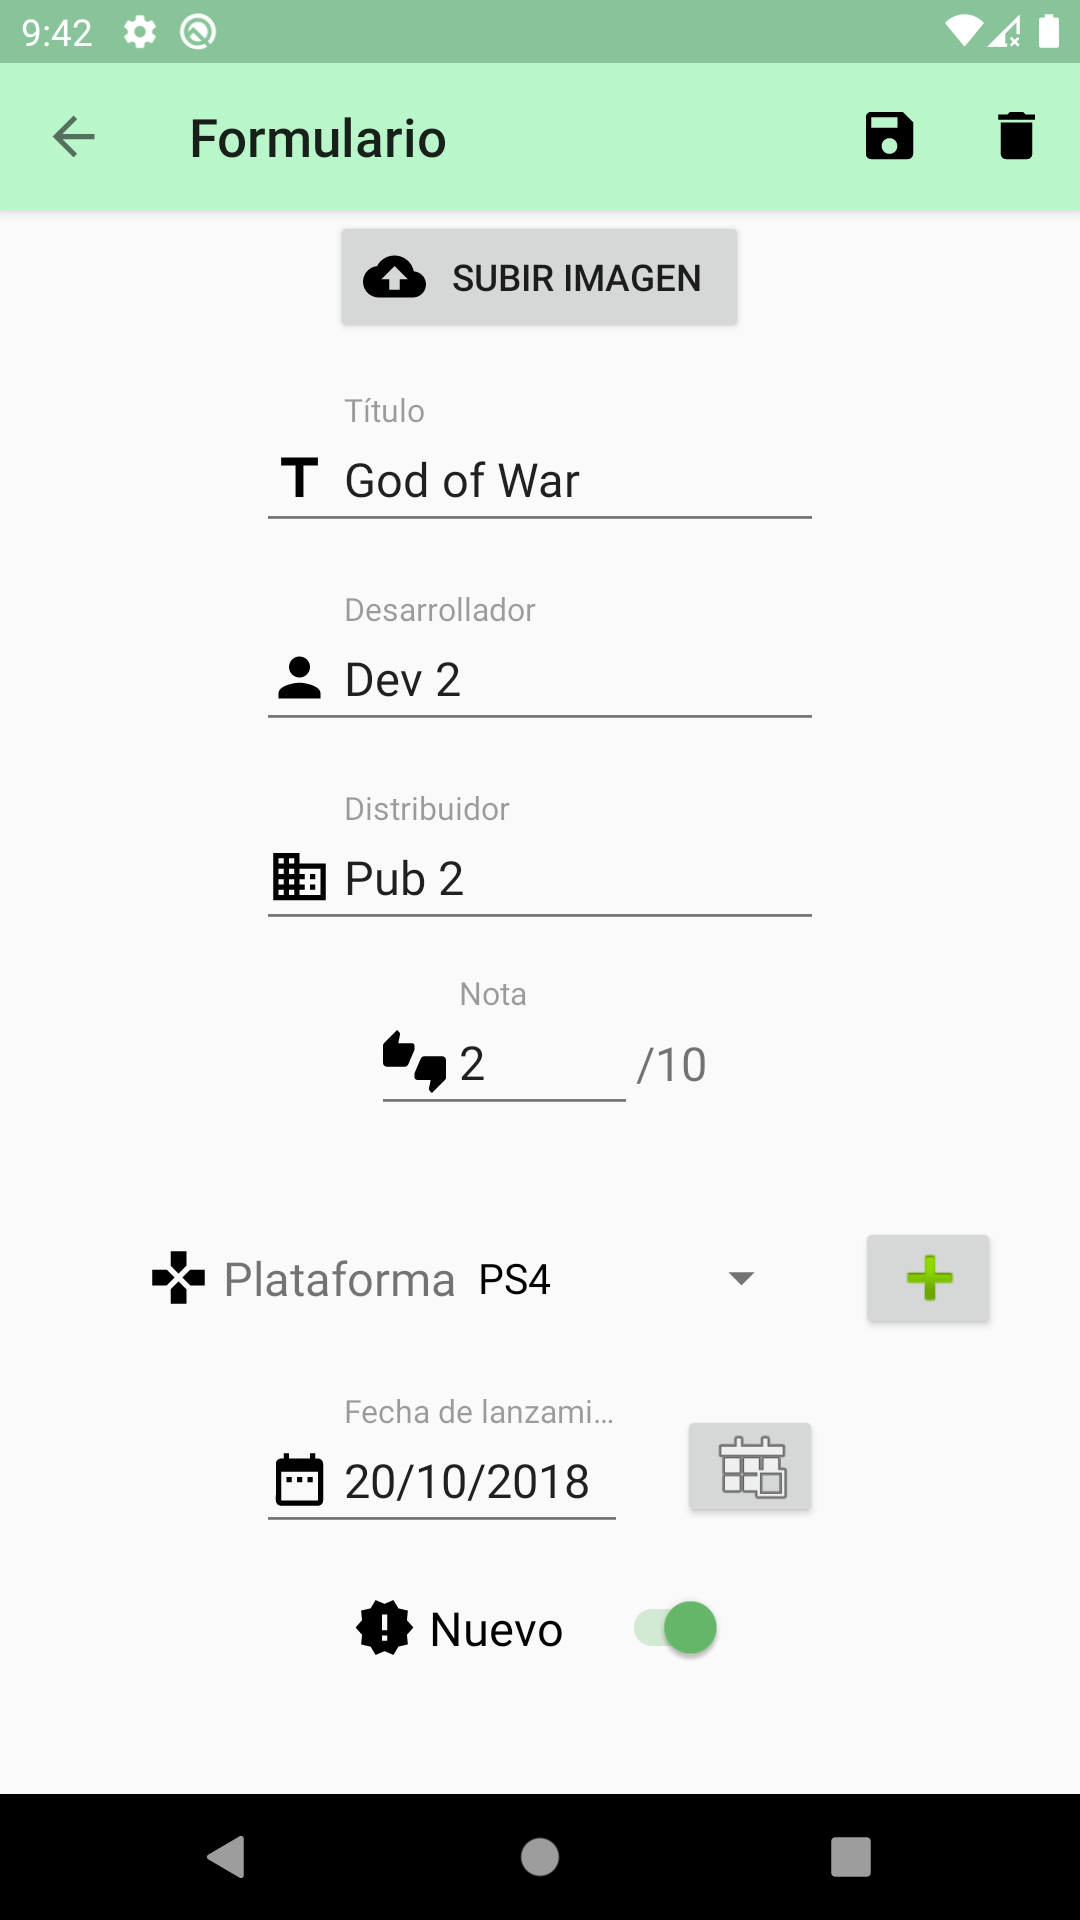 9:42
Formulario
SUBIR IMAGEN
Título
God of War
Desarrollador
Dev 2
Distribuidor
Pub 2
Nota
2 /10
Plataforma PS4
Fecha de lanzami...
20/10/2018
Nuevo